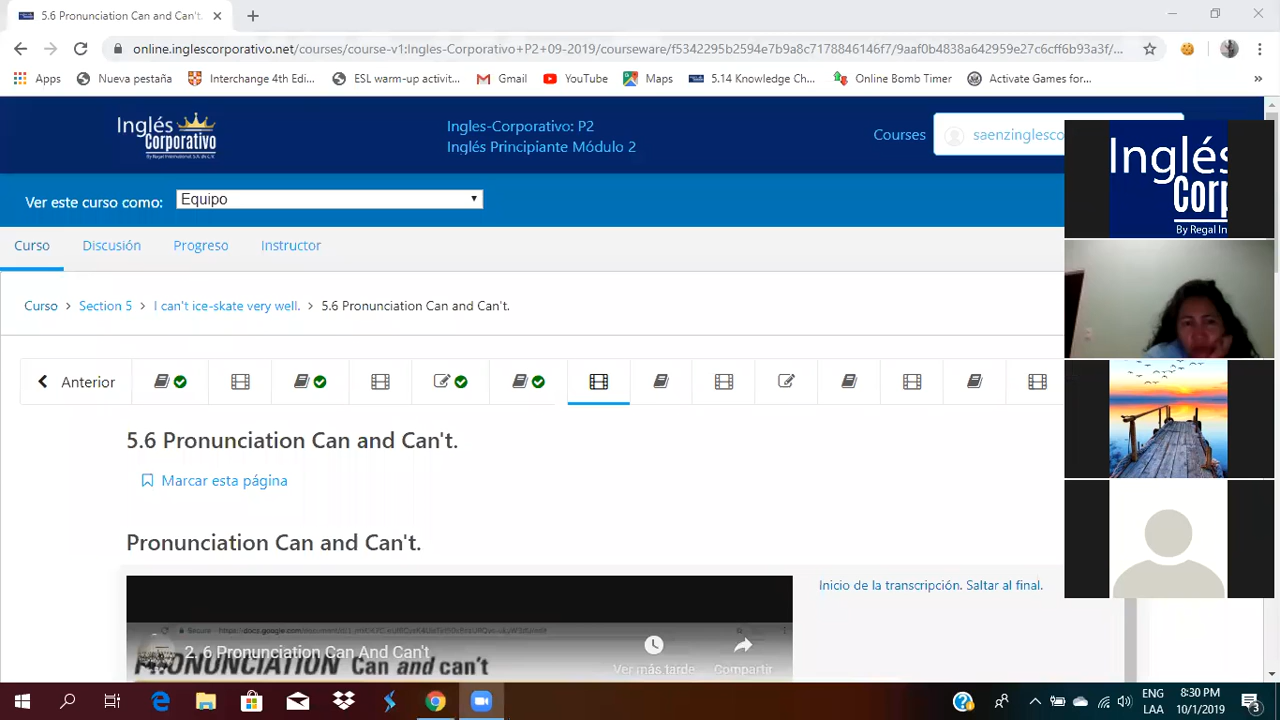 5.6 Pronunciation Can and Can't.
online.inglescorporativo.net/courses/course-v1:Ingles-Corporativo+P2+09-2019/courseware/f5342295b2594e7b9a8c7178846146f7/9aaf0b4838a642959e27c6cff6b93a3f/...
Apps Nueva pestaña Interchange 4th Edi... ESL warm-up activit... Gmail YouTube Maps 5.14 Knowledge Ch... Online Bomb Timer Activate Games for... »
Inglés Corporativo
By Regal International, S.A. de C.V.
Ingles-Corporativo: P2
Inglés Principiante Módulo 2
Courses
saenzinglesco
Inglés
Corp
By Regal In
Ver este curso como: Equipo
Curso Discusión Progreso Instructor
Curso > Section 5 > I can't ice-skate very well. > 5.6 Pronunciation Can and Can't.
Anterior
5.6 Pronunciation Can and Can't.
Marcar esta página
Pronunciation Can and Can't.
Inicio de la transcripción. Saltar al final.
2. 6 Pronunciation Can And Can't
PRONUNCIATION Can and can't
Ver más tarde
Compartir
ENG
LAA
8:30 PM
10/1/2019
3